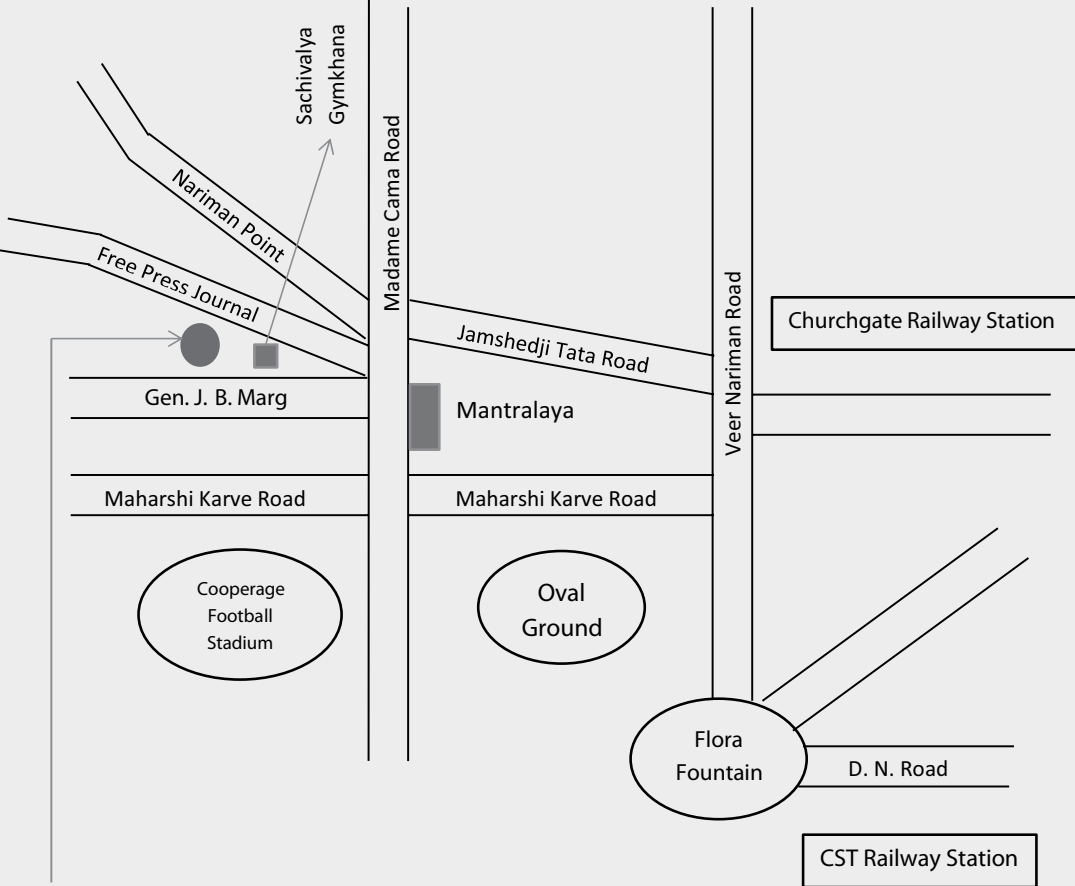 Sachivalya
Gymkhana
Madame Cama Road
Nariman Point
Free Press Journal
Jamshedji Tata Road
Veer Nariman Road
Churchgate Railway Station
Gen. J. B. Marg
Mantralaya
Maharshi Karve Road
Maharshi Karve Road
Cooperage
Football
Stadium
Oval
Ground
Flora
Fountain
D. N. Road
CST Railway Station